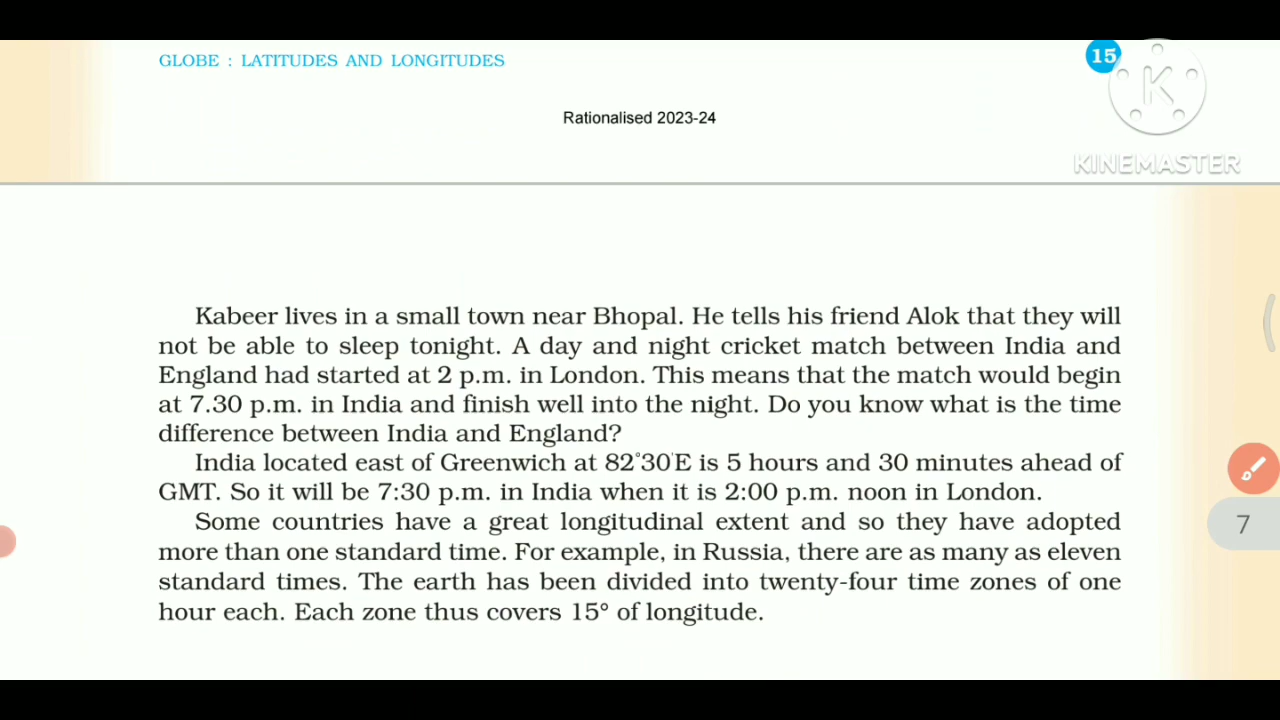 GLOBE : LATITUDES AND LONGITUDES
15
K
Rationalised 2023-24
KINEMASTER
Kabeer lives in a small town near Bhopal. He tells his friend Alok that they will
not be able to sleep tonight. A day and night cricket match between India and
England had started at 2 p.m. in London. This means that the match would begin
at 7.30 p.m. in India and finish well into the night. Do you know what is the time
difference between India and England?
India located east of Greenwich at 82°30'E is 5 hours and 30 minutes ahead of
GMT. So it will be 7:30 p.m. in India when it is 2:00 p.m. noon in London.
Some countries have a great longitudinal extent and so they have adopted
more than one standard time. For example, in Russia, there are as many as eleven
standard times. The earth has been divided into twenty-four time zones of one
hour each. Each zone thus covers 15° of longitude.
7